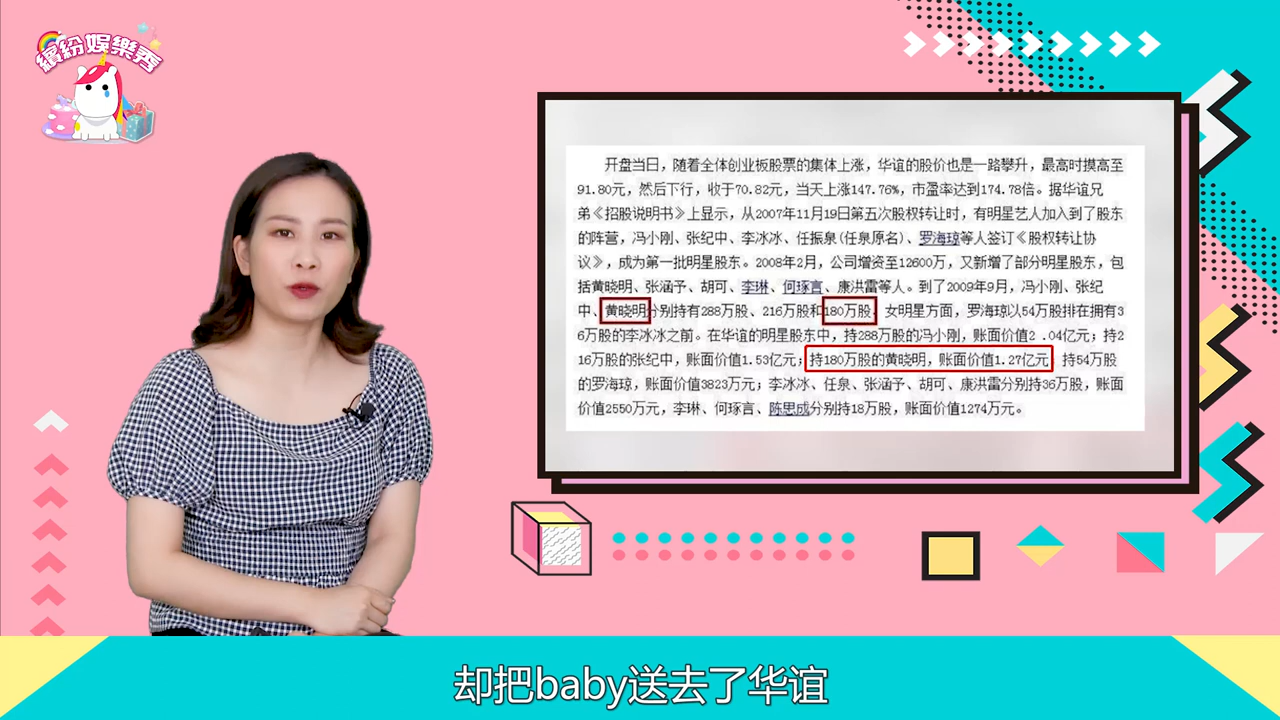 繽紛娛樂秀
开盘当日，随着全体创业板股票的集体上涨，华谊的股价也是一路攀升，最高时摸高至
91.80元，然后下行，收于70.82元，当天上涨147.76%，市盈率达到174.78倍。据华谊兄
弟《招股说明书》上显示，从2007年11月19日第五次股权转让时，有明星艺人加入到了股东
的阵营，冯小刚、张纪中、李冰冰、任振泉(任泉原名)、罗海琼等人签订《股权转让协
议》，成为第一批明星股东。2008年2月，公司增资至12600万，又新增了部分明星股东，包
括黄晓明、张涵予、胡可、李琳、何琢言、康洪雷等人。到了2009年9月，冯小刚、张纪
中、黄晓明分别持有288万股、216万股和180万股，女明星方面，罗海琼以54万股排在拥有3
6万股的李冰冰之前。在华谊的明星股东中，持288万股的冯小刚，账面价值2 .04亿元；持2
16万股的张纪中，账面价值1.53亿元；持180万股的黄晓明，账面价值1.27亿元 持54万股
的罗海琼，账面价值3823万元；李冰冰、任泉、张涵予、胡可、康洪雷分别持36万股，账面
价值2550万元，李琳、何琢言、陈思成分别持18万股，账面价值1274万元。
却把baby送去了华谊